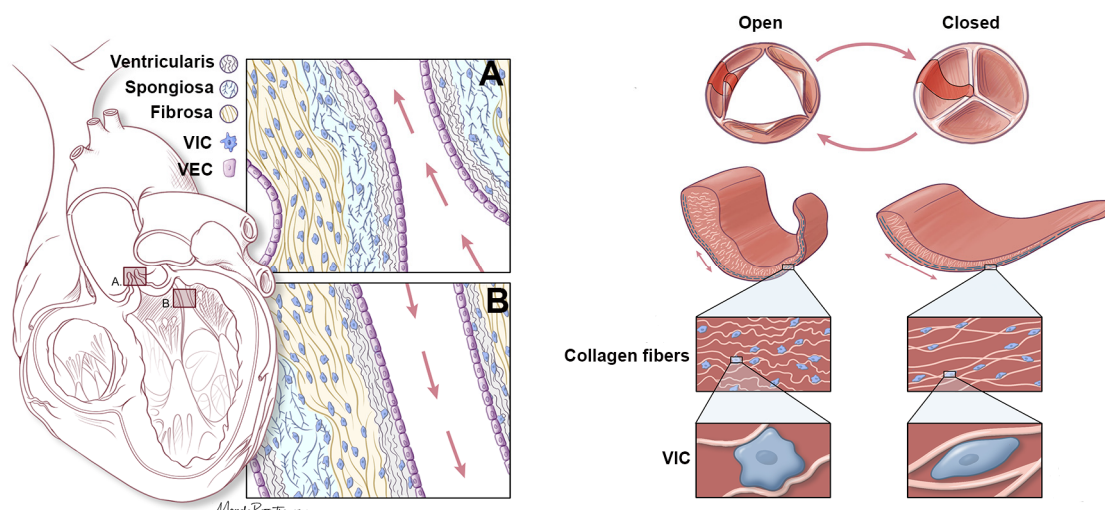 Ventricularis
Spongiosa
Fibrosa
VIC
VEC
A
B
A.
B.
Open
Closed
Collagen fibers
VIC